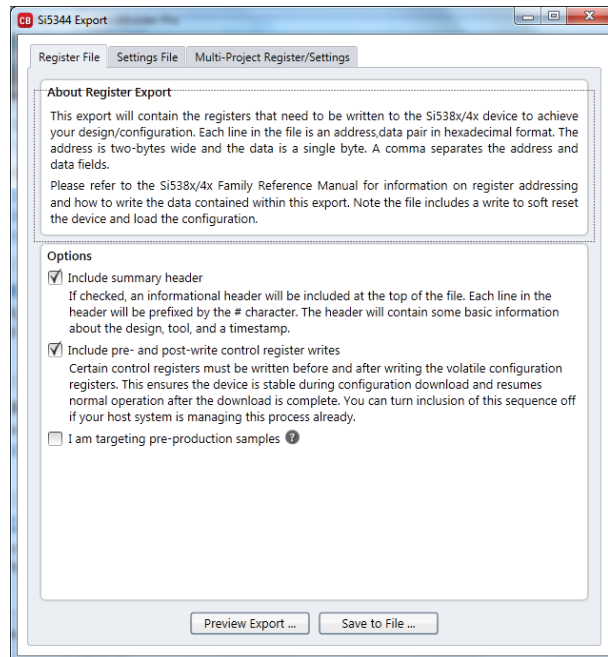 CB Si5344 Export
Register File Settings File Multi-Project Register/Settings
About Register Export
This export will contain the registers that need to be written to the Si538x/4x device to achieve
your design/configuration. Each line in the file is an address,data pair in hexadecimal format. The
address is two-bytes wide and the data is a single byte. A comma separates the address and
data fields.
Please refer to the Si538x/4x Family Reference Manual for information on register addressing
and how to write the data contained within this export. Note the file includes a write to soft reset
the device and load the configuration.
Options
Include summary header
If checked, an informational header will be included at the top of the file. Each line in the
header will be prefixed by the # character. The header will contain some basic information
about the design, tool, and a timestamp.
Include pre- and post-write control register writes
Certain control registers must be written before and after writing the volatile configuration
registers. This ensures the device is stable during configuration download and resumes
normal operation after the download is complete. You can turn inclusion of this sequence off
if your host system is managing this process already.
I am targeting pre-production samples ?
Preview Export ... Save to File ...